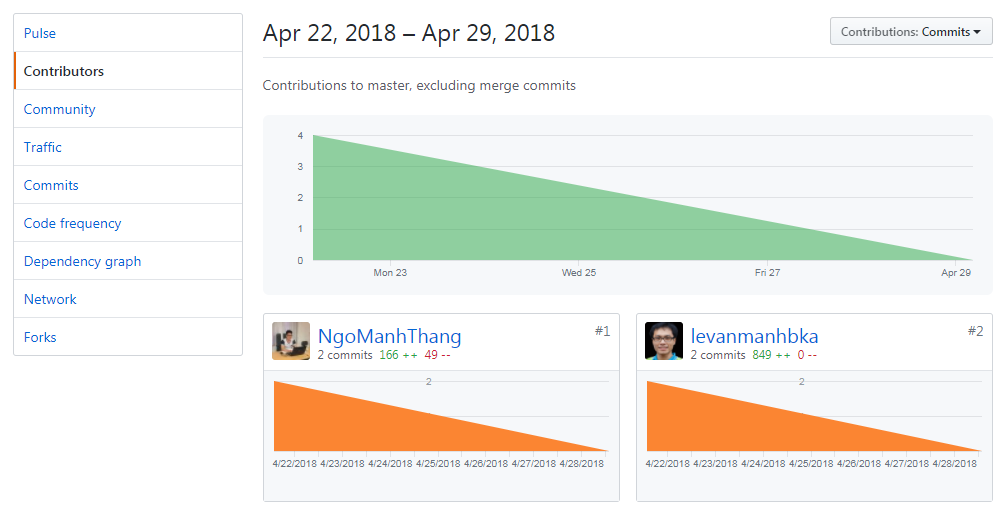 Pulse
Contributors
Community
Traffic
Commits
Code frequency
Dependency graph
Network
Forks
Apr 22, 2018 – Apr 29, 2018
Contributions: Commits
Contributions to master, excluding merge commits
4
3
2
1
0
Mon 23 Wed 25 Fri 27 Apr 29
NgoManhThang #1
2 commits 166 ++ 49 --
2
4/22/2018 4/23/2018 4/24/2018 4/25/2018 4/26/2018 4/27/2018 4/28/2018
levanmanhbka #2
2 commits 849 ++ 0 --
2
4/22/2018 4/23/2018 4/24/2018 4/25/2018 4/26/2018 4/27/2018 4/28/2018